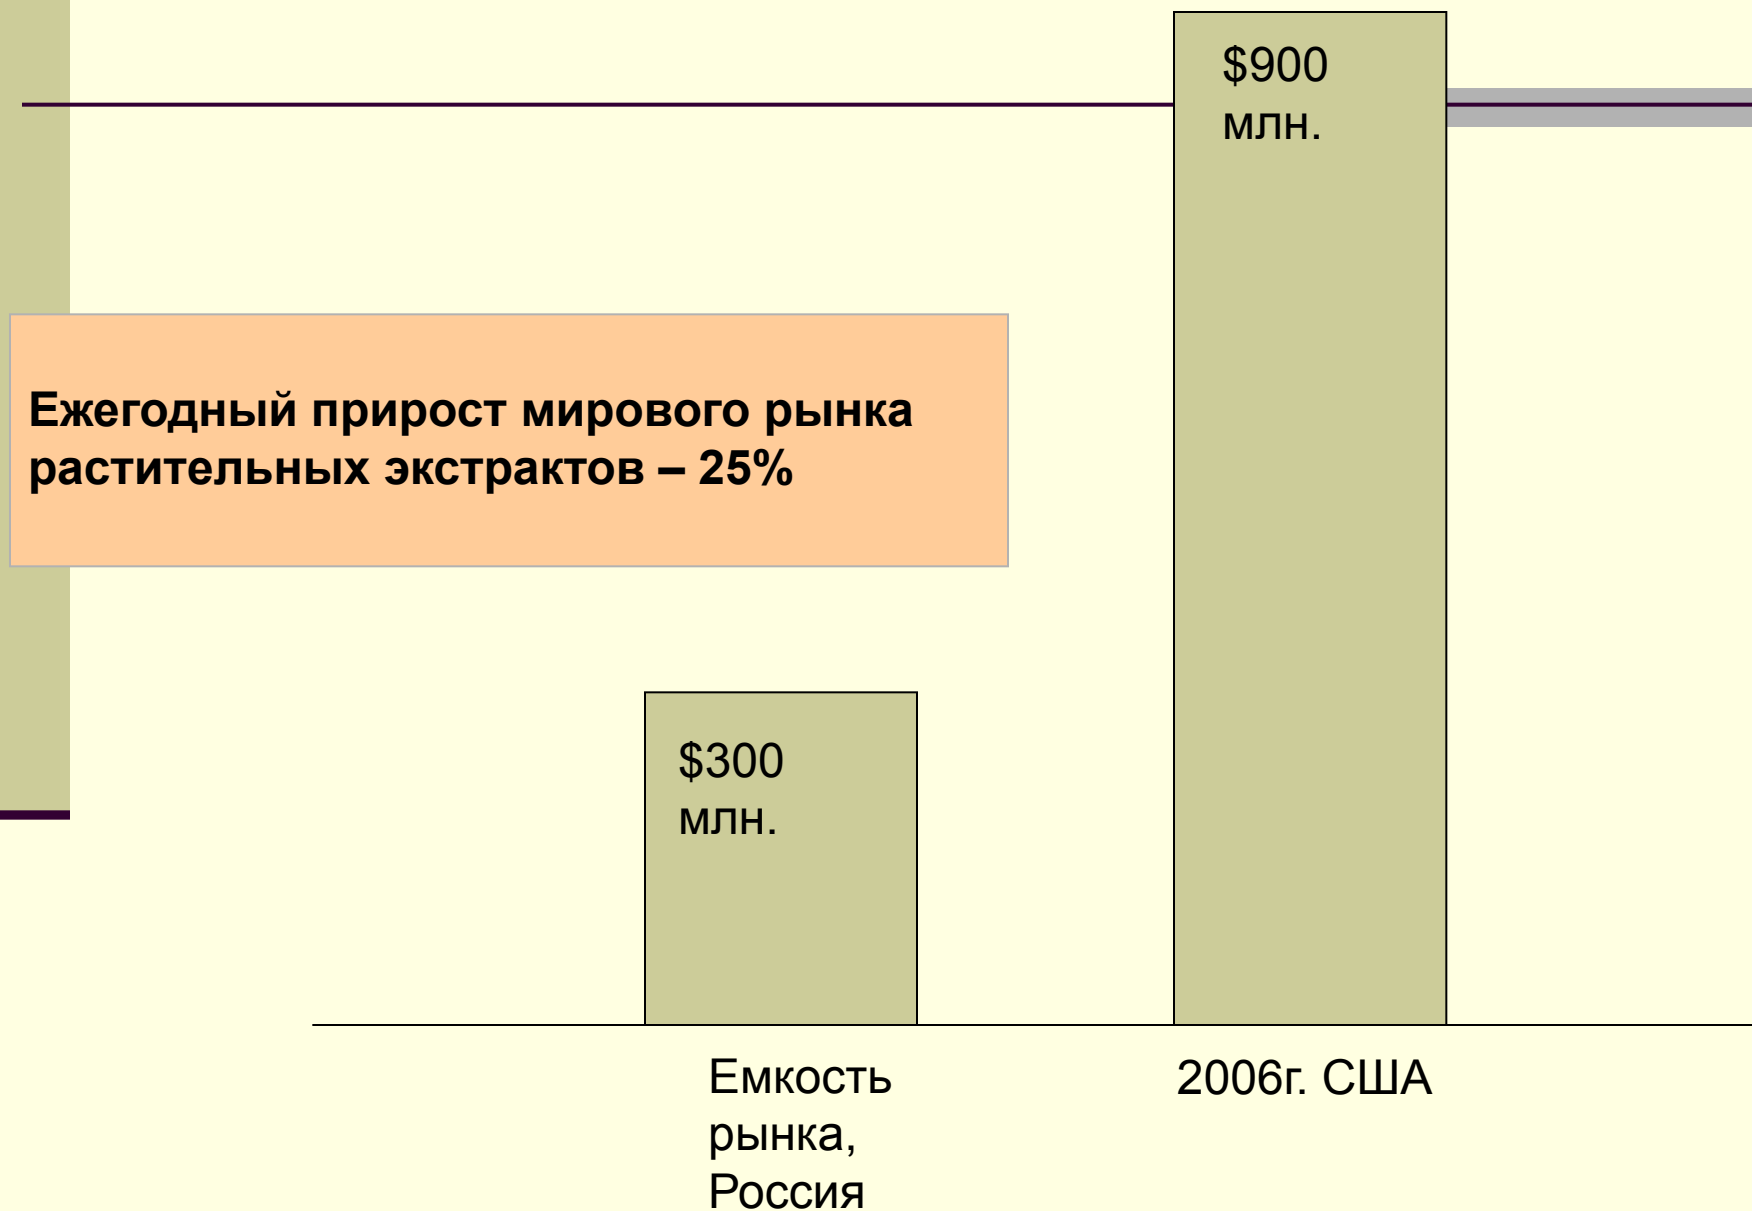 $900
млн.
Ежегодный прирост мирового рынка
растительных экстрактов – 25%
$300
млн.
Емкость
рынка,
Россия
2006г. США